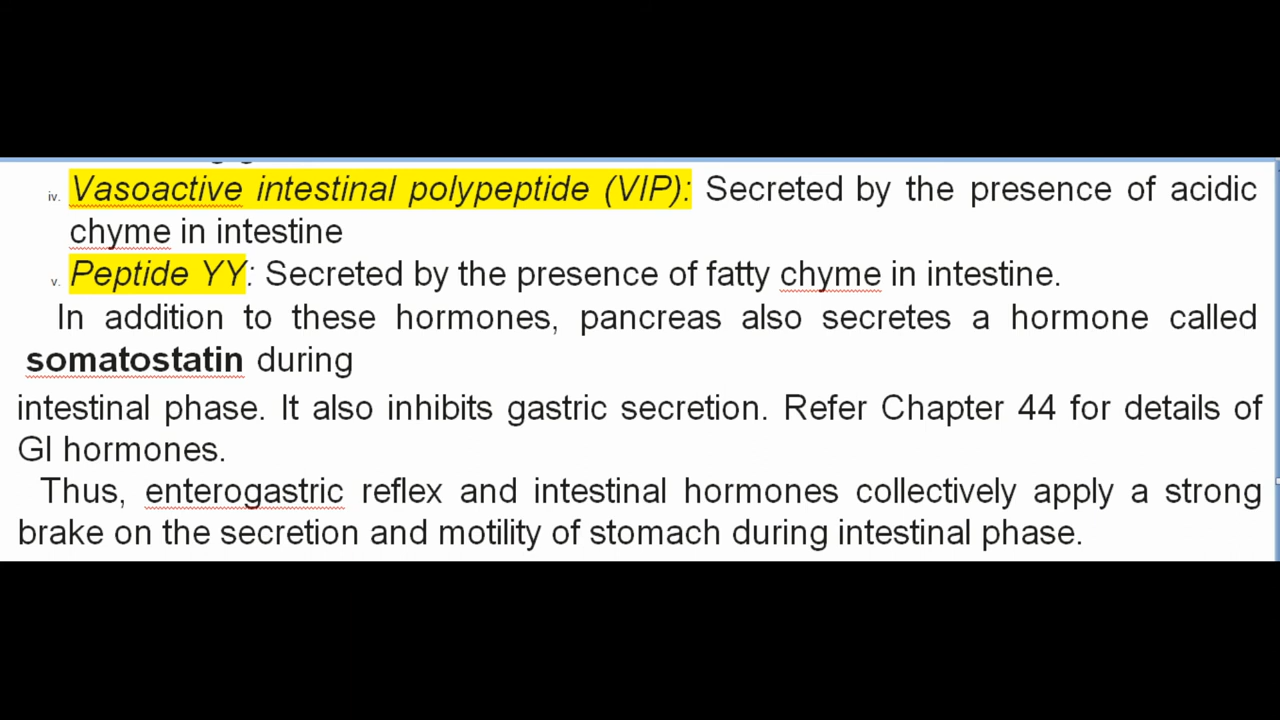 iv. Vasoactive intestinal polypeptide (VIP): Secreted by the presence of acidic
chyme in intestine
v. Peptide YY: Secreted by the presence of fatty chyme in intestine.
In addition to these hormones, pancreas also secretes a hormone called
somatostatin during
intestinal phase. It also inhibits gastric secretion. Refer Chapter 44 for details of
GI hormones.
Thus, enterogastric reflex and intestinal hormones collectively apply a strong
brake on the secretion and motility of stomach during intestinal phase.